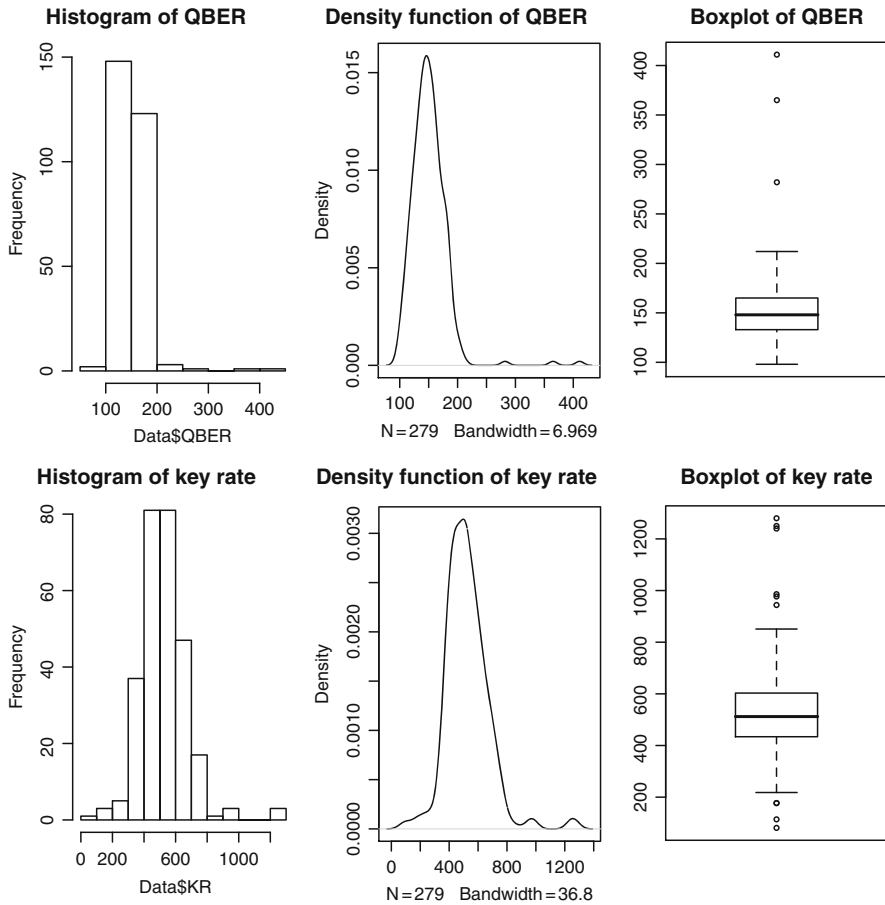 Histogram of QBER
Density function of QBER
Boxplot of QBER
Frequency
0 50 100 150
100 200 300 400
Data$QBER
Density
0.000 0.005 0.010 0.015
100 200 300 400
N = 279 Bandwidth = 6.969
100 150 200 250 300 350 400
Histogram of key rate
Density function of key rate
Boxplot of key rate
Frequency
0 20 40 60 80
0 200 600 1000
Data$KR
Density
0.0000 0.0010 0.0020 0.0030
0 400 800 1200
N = 279 Bandwidth = 36.8
200 400 600 800 1000 1200